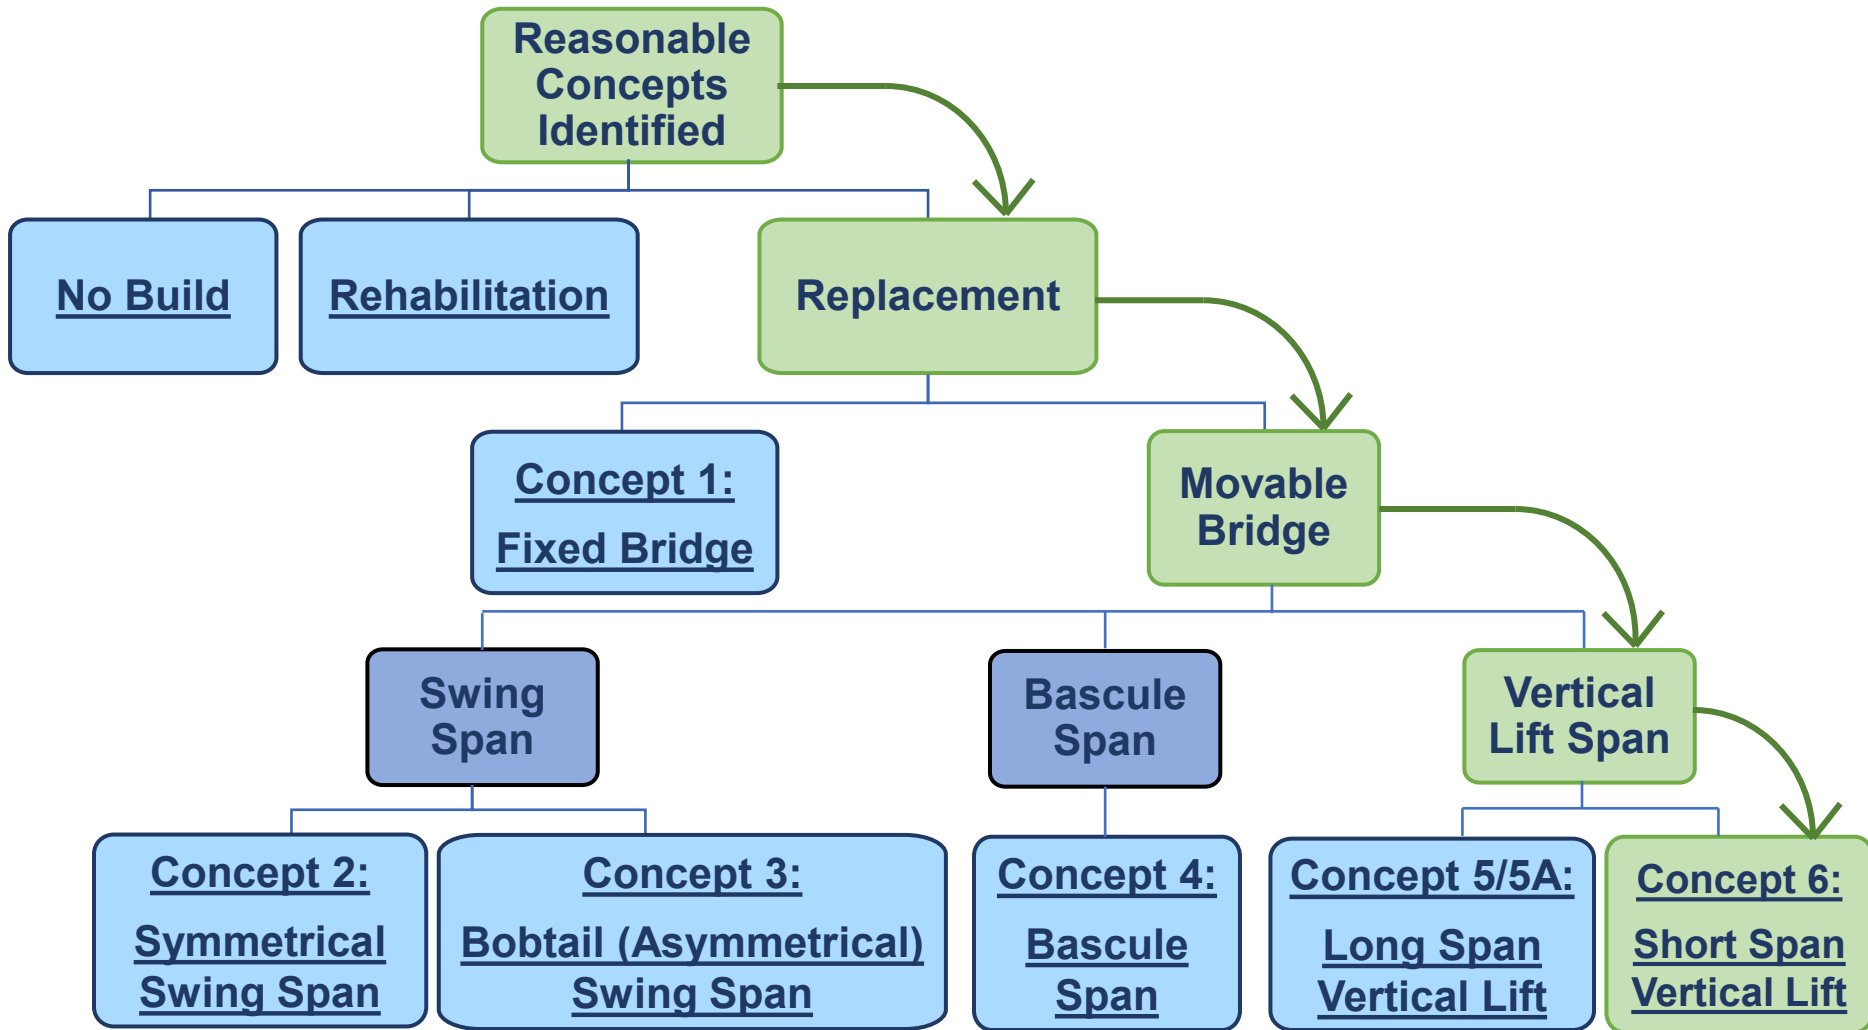 Reasonable
Concepts
Identified
No Build
Rehabilitation
Replacement
Concept 1:
Fixed Bridge
Movable
Bridge
Swing
Span
Bascule
Span
Vertical
Lift Span
Concept 2:
Symmetrical
Swing Span
Concept 3:
Bobtail (Asymmetrical)
Swing Span
Concept 4:
Bascule
Span
Concept 5/5A:
Long Span
Vertical Lift
Concept 6:
Short Span
Vertical Lift